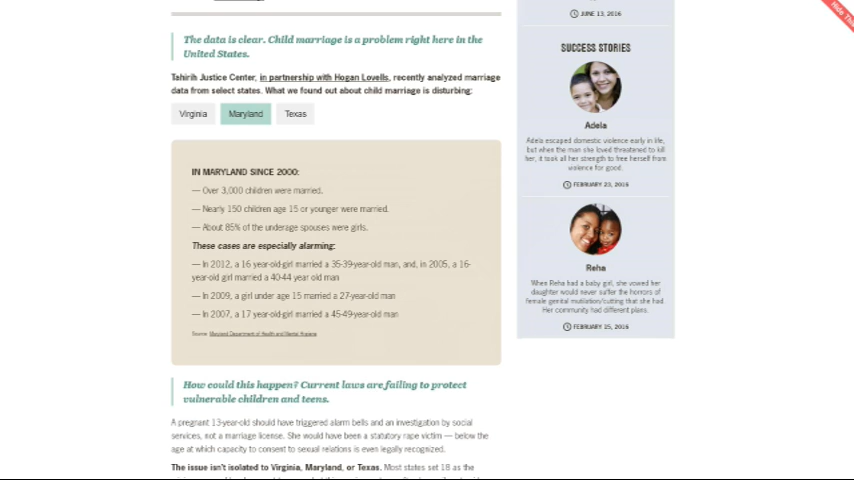 The data is clear. Child marriage is a problem right here in the
United States.
Tahirih Justice Center, in partnership with Hogan Lovells, recently analyzed marriage
data from select states. What we found out about child marriage is disturbing:
Virginia
Maryland
Texas
IN MARYLAND SINCE 2000:
— Over 3,000 children were married.
— Nearly 150 children age 15 or younger were married.
— About 85% of the underage spouses were girls.
These cases are especially alarming:
— In 2012, a 16 year-old-girl married a 35-39-year-old man, and, in 2005, a 16-
year-old girl married a 40-44 year old man
— In 2009, a girl under age 15 married a 27-year-old man
— In 2007, a 17 year-old-girl married a 45-49-year-old man
Source: Maryland Department of Health and Mental Hygiene
How could this happen? Current laws are failing to protect
vulnerable children and teens.
A pregnant 13-year-old should have triggered alarm bells and an investigation by social
services, not a marriage license. She would have been a statutory rape victim — below the
age at which capacity to consent to sexual relations is even legally recognized.
The issue isn't isolated to Virginia, Maryland, or Texas. Most states set 18 as the
JUNE 13, 2016
SUCCESS STORIES
Adela
Adela escaped domestic violence early in life,
but when the man she loved threatened to kill
her, it took all her strength to free herself from
violence for good.
FEBRUARY 23, 2016
Reha
When Reha had a baby girl, she vowed her
daughter would never suffer the horrors of
female genital mutilation/cutting that she had.
Her community had different plans.
FEBRUARY 25, 2016
Hide This